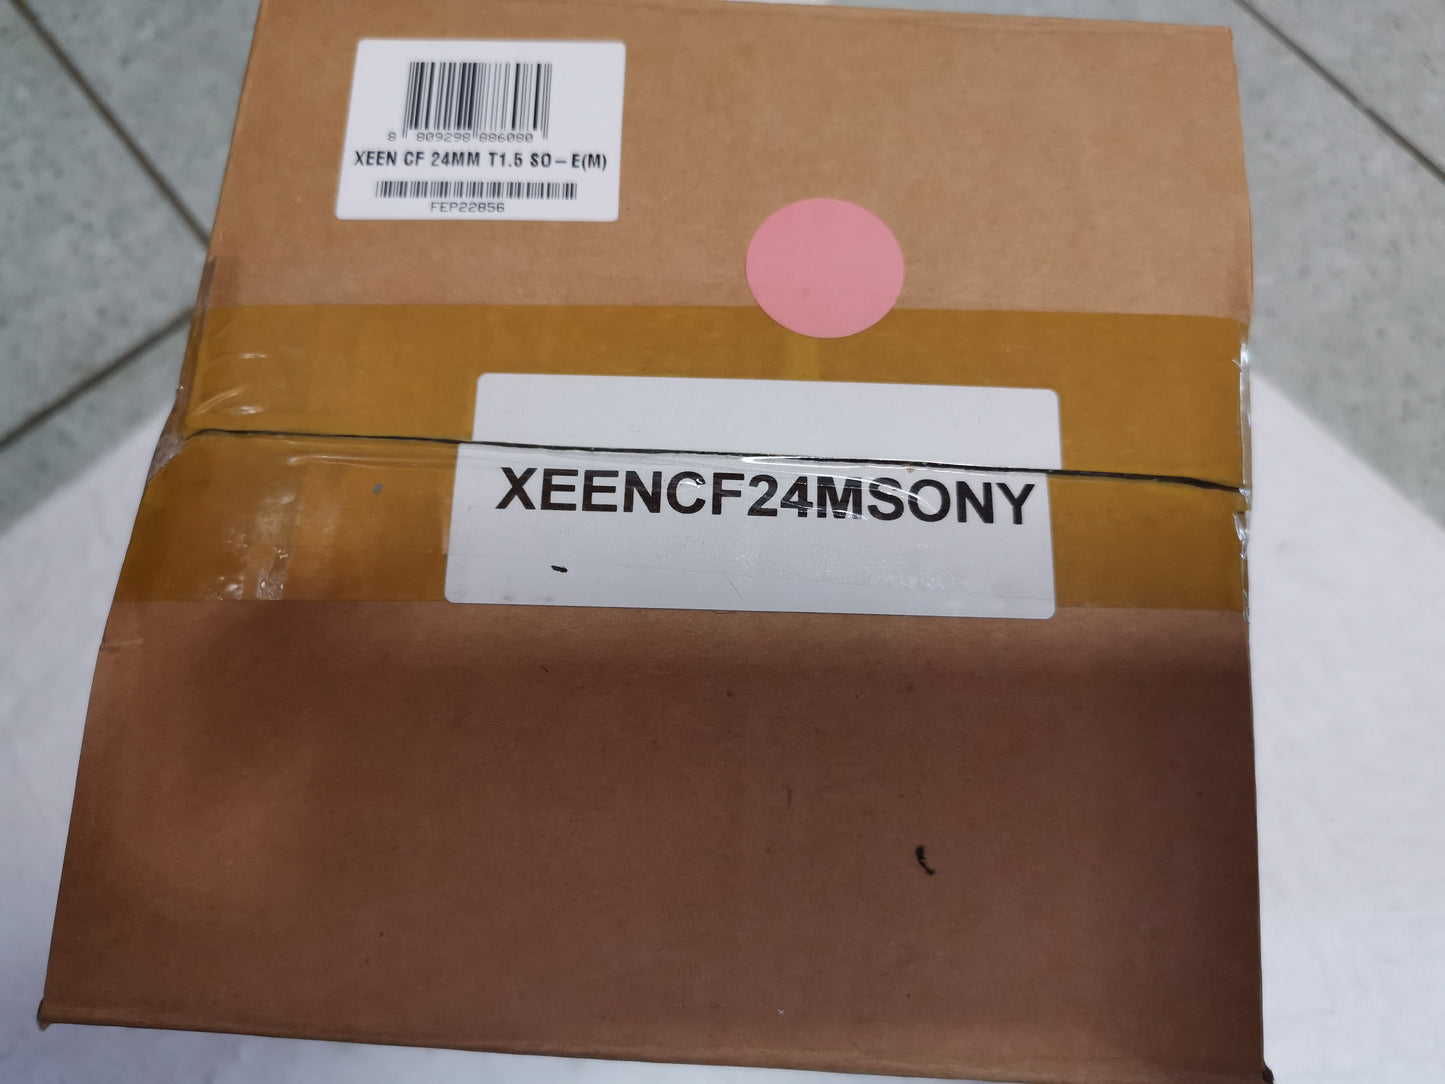 8 809298 886080
XEEN CF 24MM T1.5 SO-E(M)
FEP22856
XEENCF24MSONY